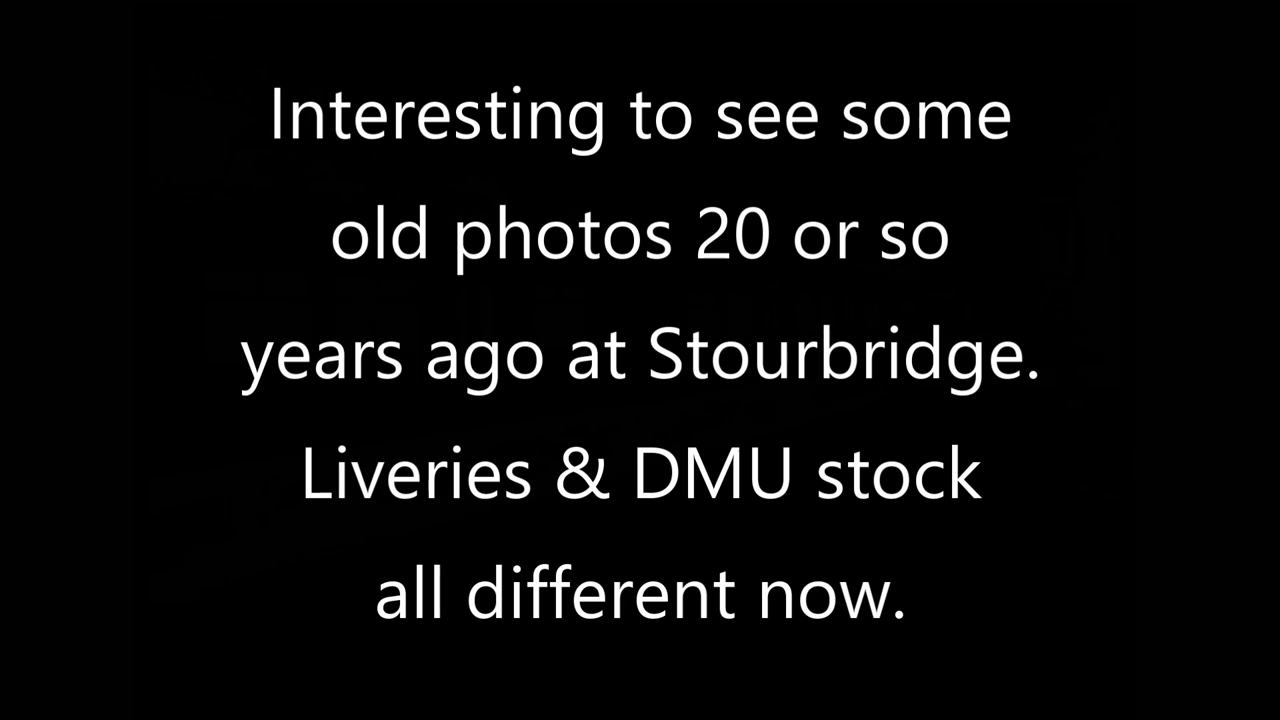 Interesting to see some
old photos 20 or so
years ago at Stourbridge.
Liveries & DMU stock
all different now.